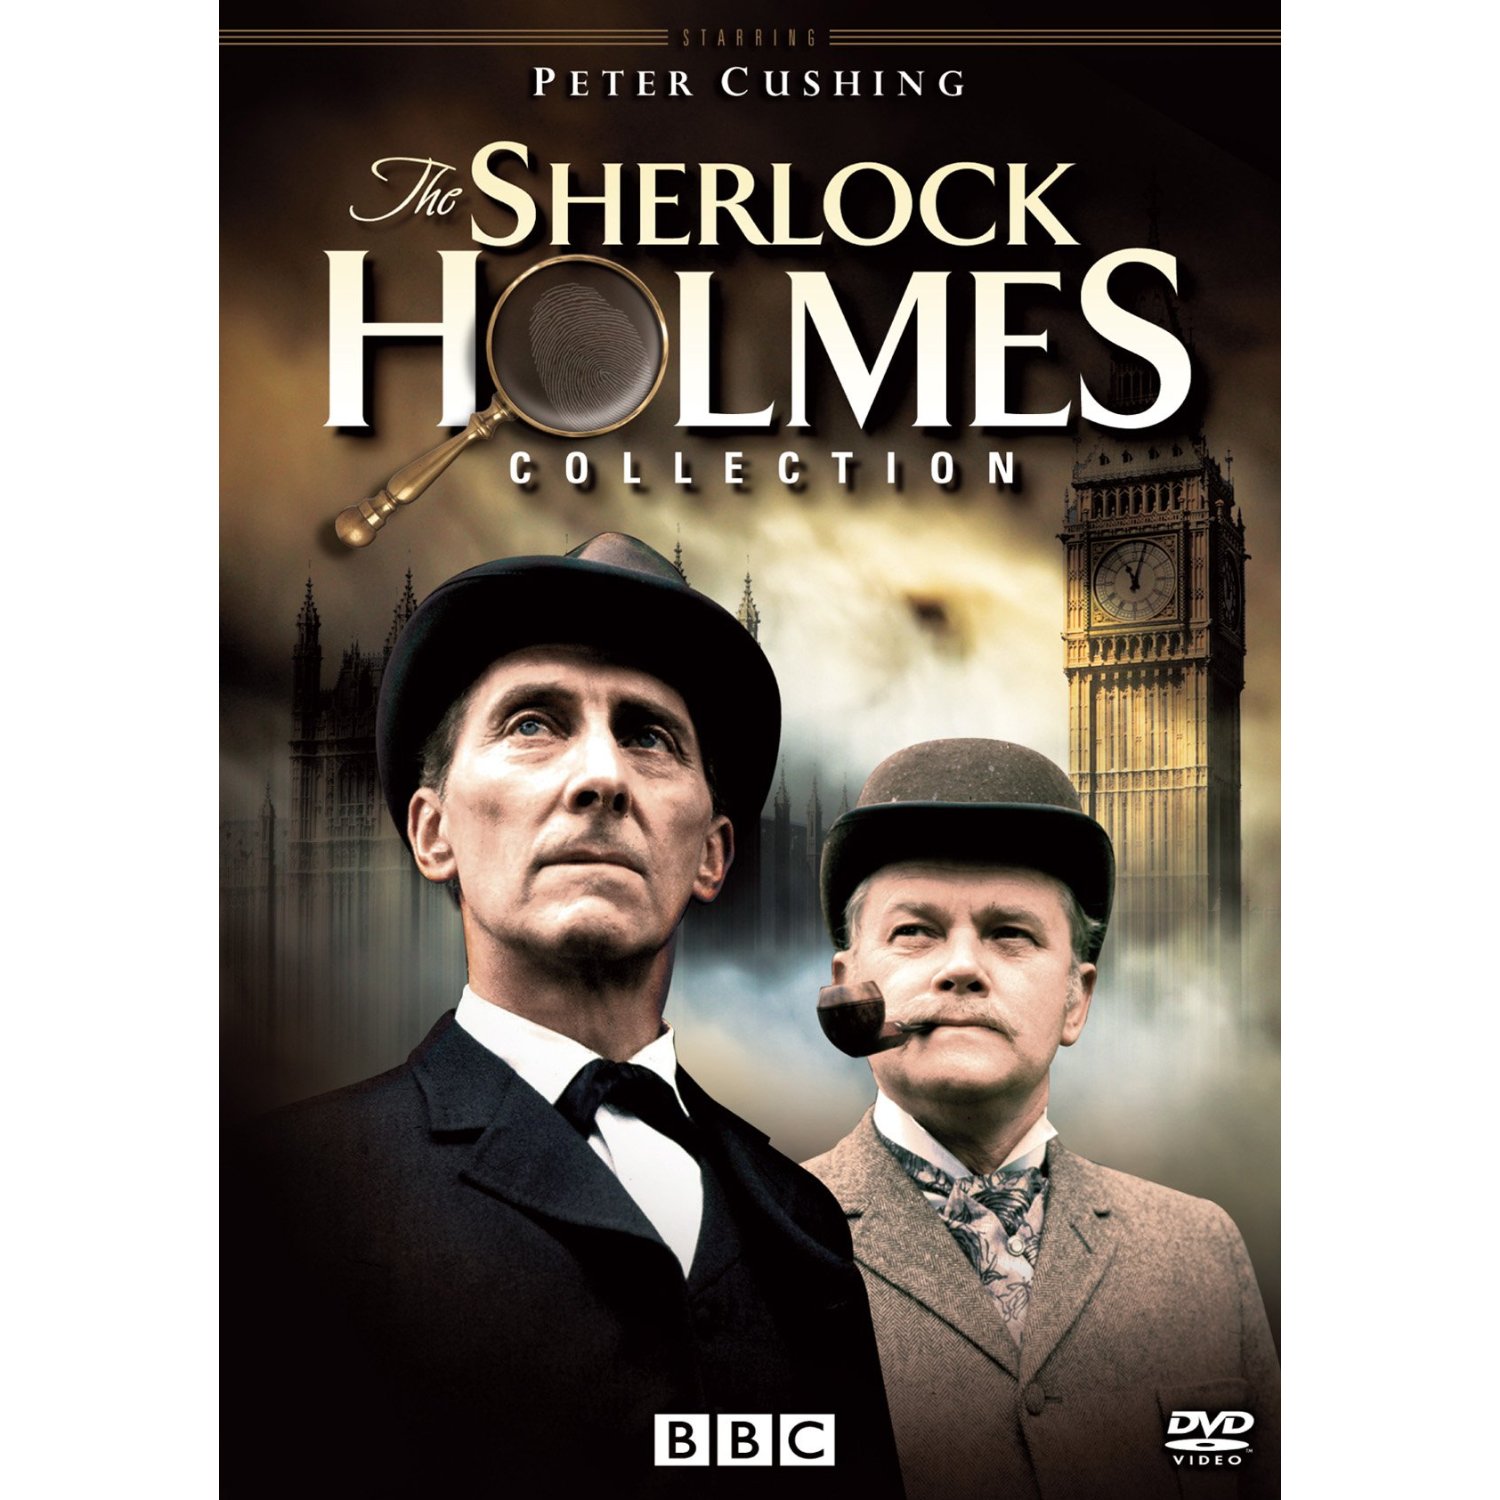 STARRING
PETER CUSHING
The SHERLOCK
HOLMES
COLLECTION
BBC
DVD
VIDEO